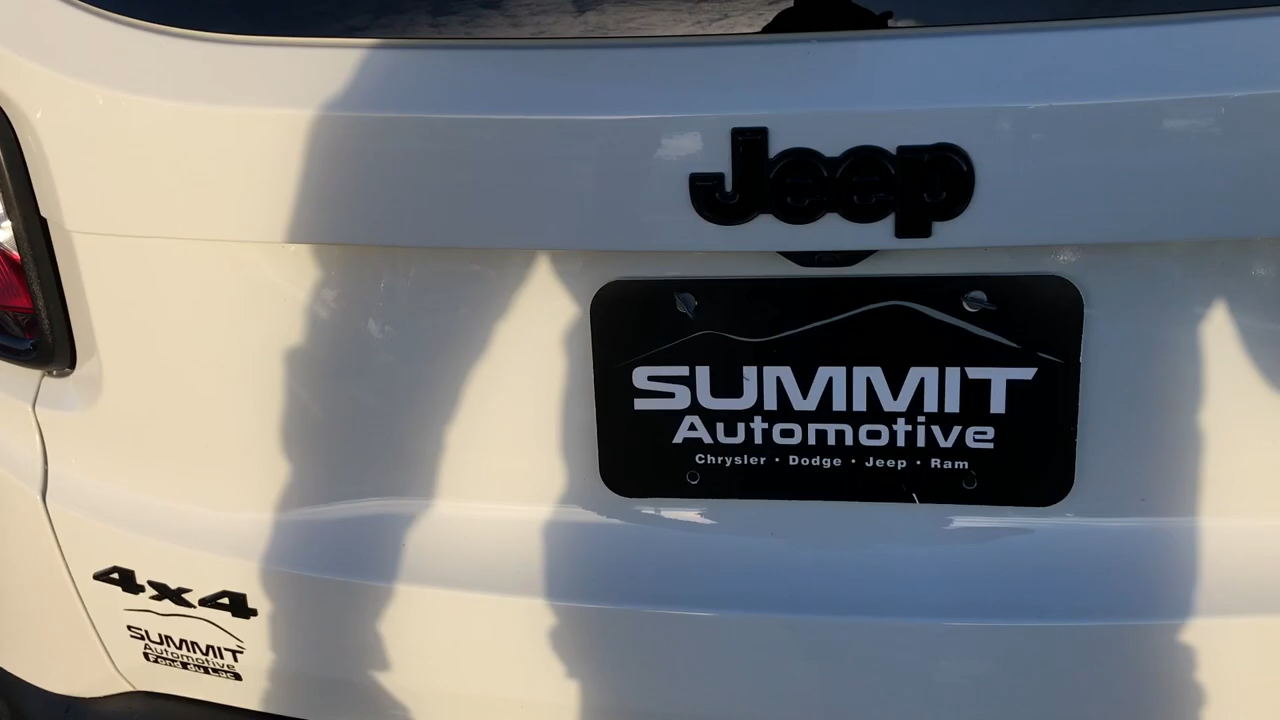 Jeep
SUMMIT
Automotive
Chrysler • Dodge • Jeep • Ram
4x4
SUMMIT
Automotive
Fond du Lac